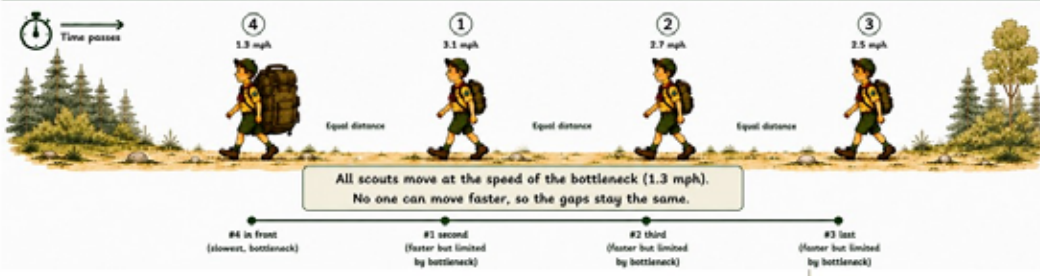 Time passes
4
1.3 mph
1
3.1 mph
2
2.7 mph
3
2.5 mph
Equal distance
Equal distance
Equal distance
All scouts move at the speed of the bottleneck (1.3 mph).
No one can move faster, so the gaps stay the same.
#4 in front
(slowest, bottleneck)
#1 second
(faster but limited
by bottleneck)
#2 third
(faster but limited
by bottleneck)
#3 last
(faster but limited
by bottleneck)